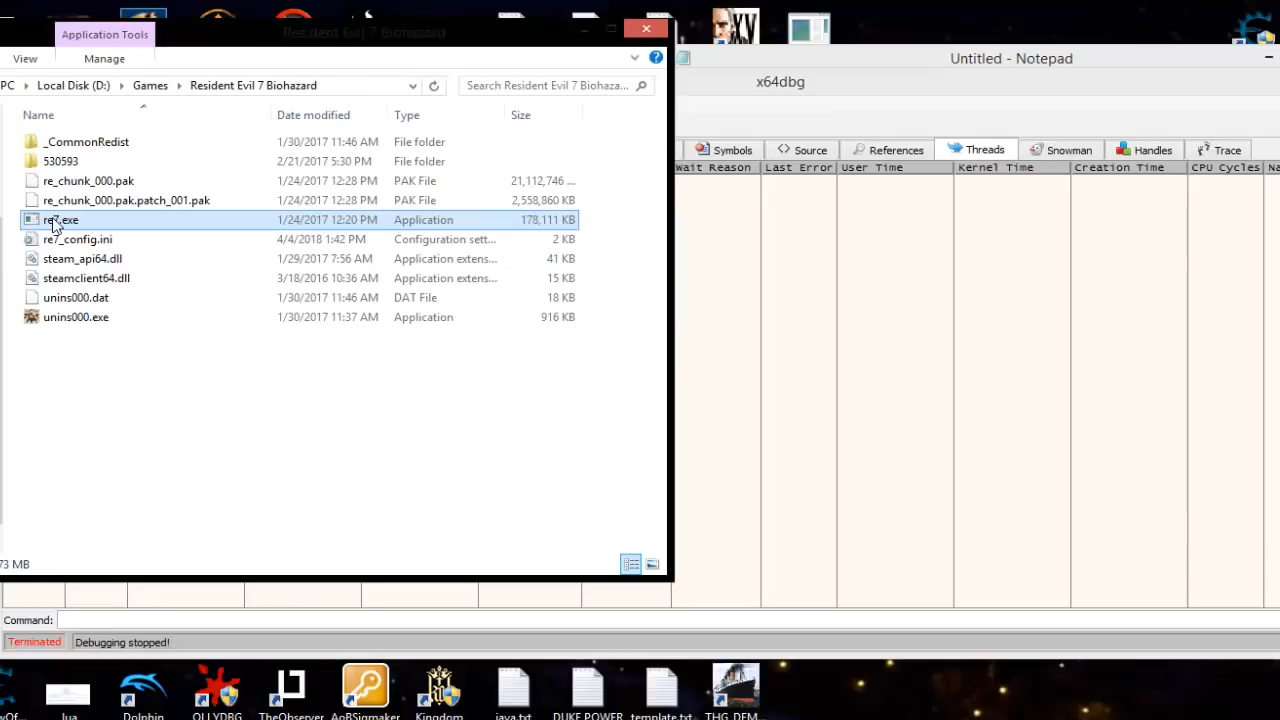 XV
Application Tools
Resident Evil 7 Biohazard
View
Manage
Untitled - Notepad
x64dbg
PC Local Disk (D:) Games Resident Evil 7 Biohazard
Search Resident Evil 7 Biohaza...
Name Date modified Type Size
_CommonRedist 1/30/2017 11:46 AM File folder
530593 2/21/2017 5:30 PM File folder
re_chunk_000.pak 1/24/2017 12:28 PM PAK File 21,112,746 ...
re_chunk_000.pak.patch_001.pak 1/24/2017 12:28 PM PAK File 2,558,860 KB
re7.exe 1/24/2017 12:20 PM Application 178,111 KB
re7_config.ini 4/4/2018 1:42 PM Configuration sett... 2 KB
steam_api64.dll 1/29/2017 7:56 AM Application extens... 41 KB
steamclient64.dll 3/18/2016 10:36 AM Application extens... 15 KB
unins000.dat 1/30/2017 11:46 AM DAT File 18 KB
unins000.exe 1/30/2017 11:37 AM Application 916 KB
73 MB
Symbols Source References Threads Snowman Handles Trace
Wait Reason Last Error User Time Kernel Time Creation Time CPU Cycles Na
Command:
Terminated Debugging stopped!
wOf... lua Dolphin OLLYDBG TheObserver AoBSigmaker Kingdom java.txt DUKE POWER template.txt THG_DEM...